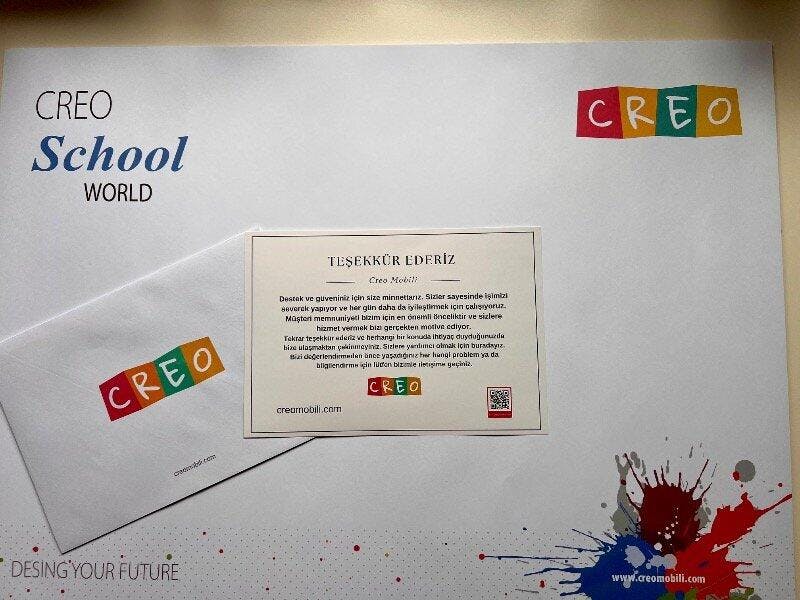 CREO
School
WORLD
CREO
TEŞEKKÜR EDERİZ
Creo Mobili
Destek ve güveniniz için size minnettarız. Sizler sayesinde işimizi
severek yapıyor ve her gün daha da iyileştirmek için çalışıyoruz.
Müşteri memnuniyeti bizim için en önemli önceliktir ve sizlere
hizmet vermek bizi gerçekten motive ediyor.
Tekrar teşekkür ederiz ve herhangi bir konuda ihtiyaç duyduğunuzda
bize ulaşmaktan çekinmeyiniz. Sizlere yardımcı olmak için buradayız.
Bizi değerlendirmeden önce yaşadığınız her hangi problem ya da
bilgilendirme için lütfen bizimle iletişime geçiniz.
CREO
creomobili.com
CREO
creomobili.com
DESING YOUR FUTURE
www.creomobili.com